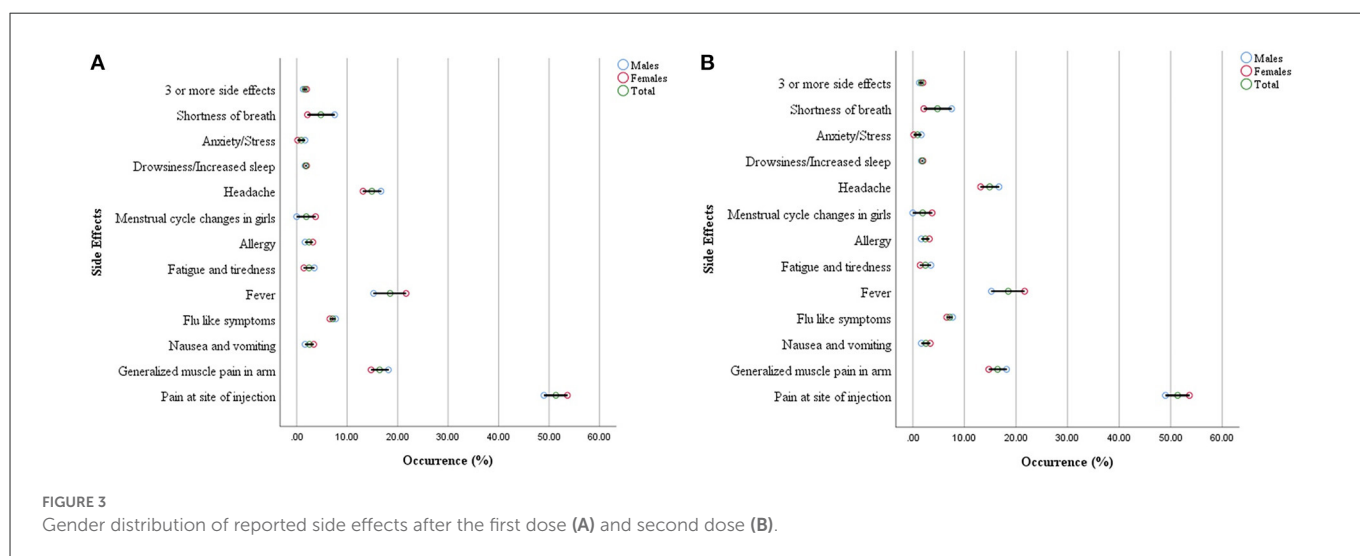 A
Males
Females
Total
3 or more side effects
Shortness of breath
Anxiety/Stress
Drowsiness/Increased sleep
Headache
Menstrual cycle changes in girls
Allergy
Fatigue and tiredness
Fever
Flu like symptoms
Nausea and vomiting
Generalized muscle pain in arm
Pain at site of injection
Side Effects
.00 10.00 20.00 30.00 40.00 50.00 60.00
Occurrence (%)
B
Males
Females
Total
3 or more side effects
Shortness of breath
Anxiety/Stress
Drowsiness/Increased sleep
Headache
Menstrual cycle changes in girls
Allergy
Fatigue and tiredness
Fever
Flu like symptoms
Nausea and vomiting
Generalized muscle pain in arm
Pain at site of injection
Side Effects
.00 10.00 20.00 30.00 40.00 50.00 60.00
Occurrence (%)
FIGURE 3
Gender distribution of reported side effects after the first dose (A) and second dose (B).